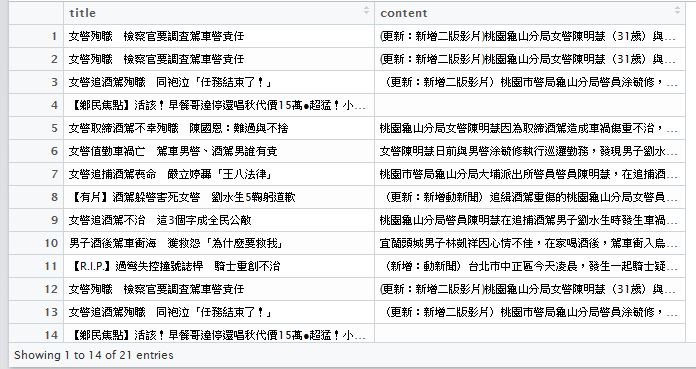 title content
1 女警殉職 檢察官要調查駕車警責任 (更新：新增二版影片)桃園龜山分局女警陳明慧（31歲）與...
2 女警殉職 檢察官要調查駕車警責任 (更新：新增二版影片)桃園龜山分局女警陳明慧（31歲）與...
3 女警追酒駕殉職 同袍泣「任務結束了！」 （更新：新增二版影片）桃園市警局龜山分局警員涂毓修，...
4 【鄉民焦點】活該！早餐哥違停還唱秋代價15萬●超猛！小...
5 女警取締酒駕不幸殉職 陳國恩：難過與不捨 桃園龜山分局女警陳明慧因為取締酒駕造成車禍傷重不治，...
6 女警值勤車禍亡 駕車男警、酒駕男誰有責 女警陳明慧日前與男警涂毓修執行巡邏勤務，發現男子劉水...
7 女警追捕酒駕喪命 嚴立婷轟「王八法律」 桃園市警局龜山分局大埔派出所警員警員陳明慧，在追捕酒...
8 【有片】酒駕躲警害死女警 劉水生5鞠躬道歉 （更新：新增動新聞）追緝酒駕重傷的桃園龜山分局女警員...
9 女警追酒駕不治 這3個字成全民公敵 桃園龜山分局警員陳明慧在追捕酒駕男子劉水生時發生車禍...
10 男子酒後駕車衝海 獲救怨「為什麼要救我」 宜蘭頭城男子林凱祥因心情不佳，在家喝酒後，駕車衝入烏...
11 【R.I.P.】過彎失控撞號誌桿 騎士重創不治 （新增：動新聞）台北市中正區今天凌晨，發生一起騎士疑...
12 女警殉職 檢察官要調查駕車警責任 (更新：新增二版影片)桃園龜山分局女警陳明慧（31歲）與...
13 女警追酒駕殉職 同袍泣「任務結束了！」 （更新：新增二版影片）桃園市警局龜山分局警員涂毓修，...
14 【鄉民焦點】活該！早餐哥違停還唱秋代價15萬●超猛！小...
Showing 1 to 14 of 21 entries